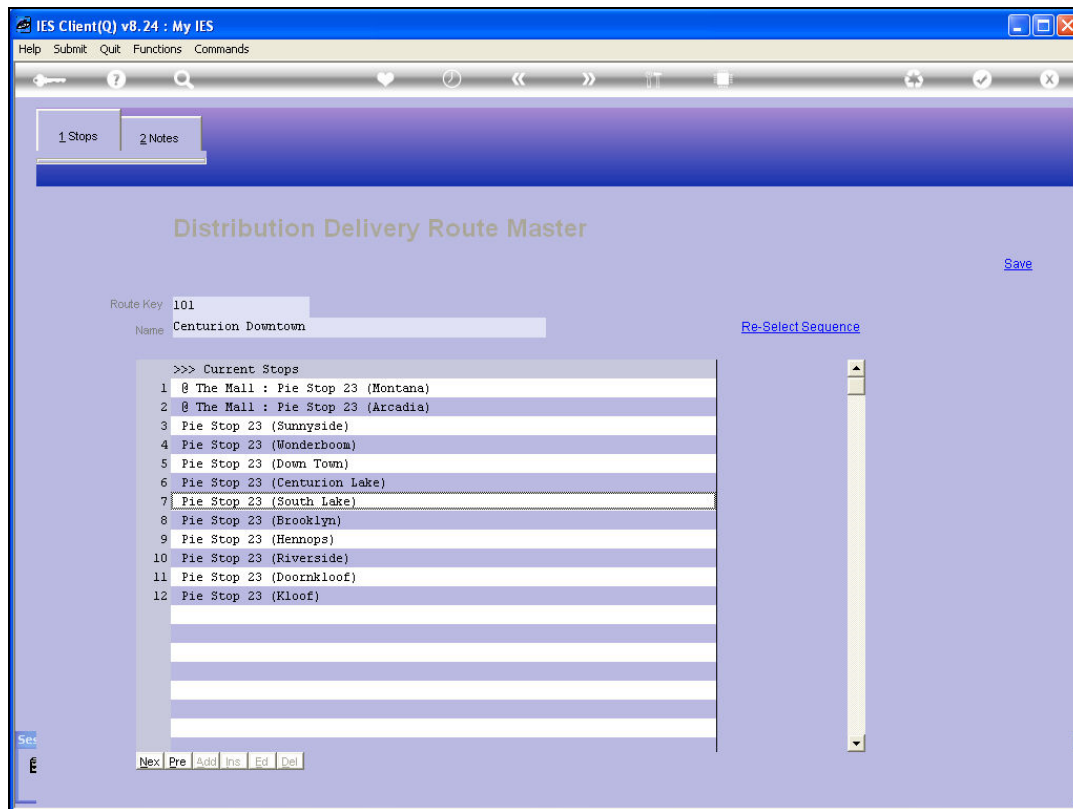 IES Client(Q) v8.24 : My IES
Help Submit Quit Functions Commands
1 Stops
2 Notes
Distribution Delivery Route Master
Save
Route Key 101
Name Centurion Downtown
Re-Select Sequence
>>> Current Stops
1 @ The Mall : Pie Stop 23 (Montana)
2 @ The Mall : Pie Stop 23 (Arcadia)
3 Pie Stop 23 (Sunnyside)
4 Pie Stop 23 (Wonderboom)
5 Pie Stop 23 (Down Town)
6 Pie Stop 23 (Centurion Lake)
7 Pie Stop 23 (South Lake)
8 Pie Stop 23 (Brooklyn)
9 Pie Stop 23 (Hennops)
10 Pie Stop 23 (Riverside)
11 Pie Stop 23 (Doornkloof)
12 Pie Stop 23 (Kloof)
Ses
Nex Pre Add Ins Ed Del